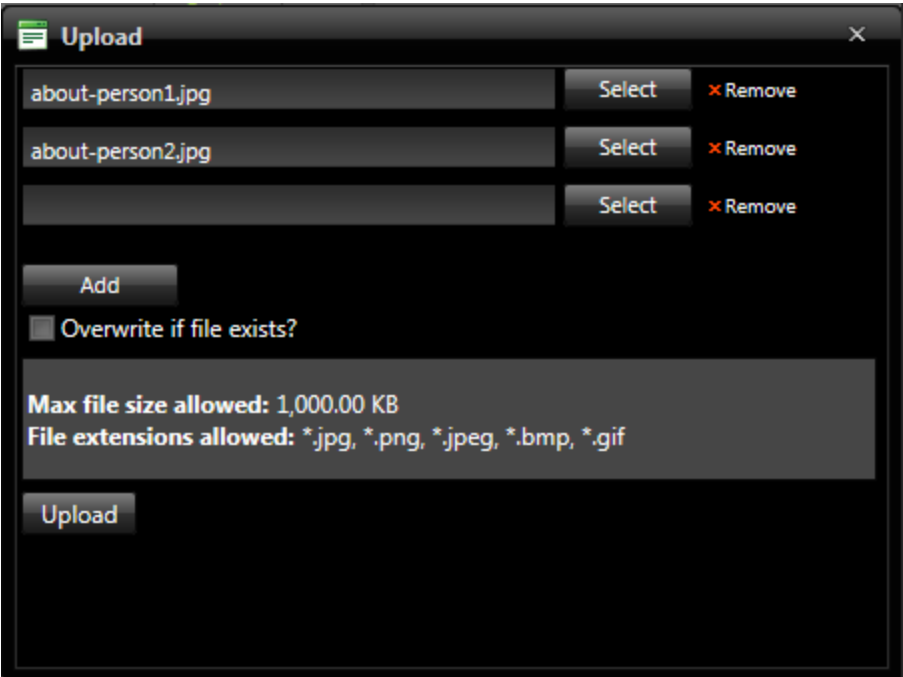 Upload
about-person1.jpg Select Remove
about-person2.jpg Select Remove
Select Remove
Add
Overwrite if file exists?
Max file size allowed: 1,000.00 KB
File extensions allowed: *.jpg, *.png, *.jpeg, *.bmp, *.gif
Upload